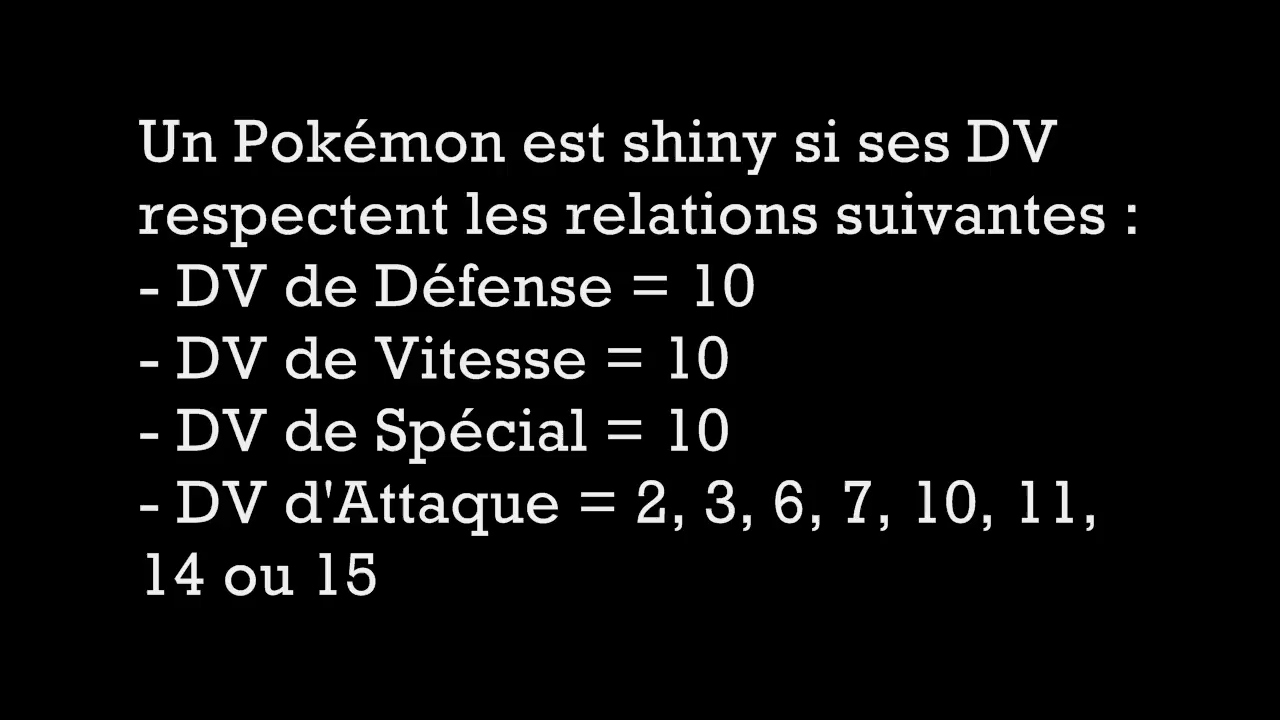 Un Pokémon est shiny si ses DV
respectent les relations suivantes :
- DV de Défense = 10
- DV de Vitesse = 10
- DV de Spécial = 10
- DV d'Attaque = 2, 3, 6, 7, 10, 11,
14 ou 15